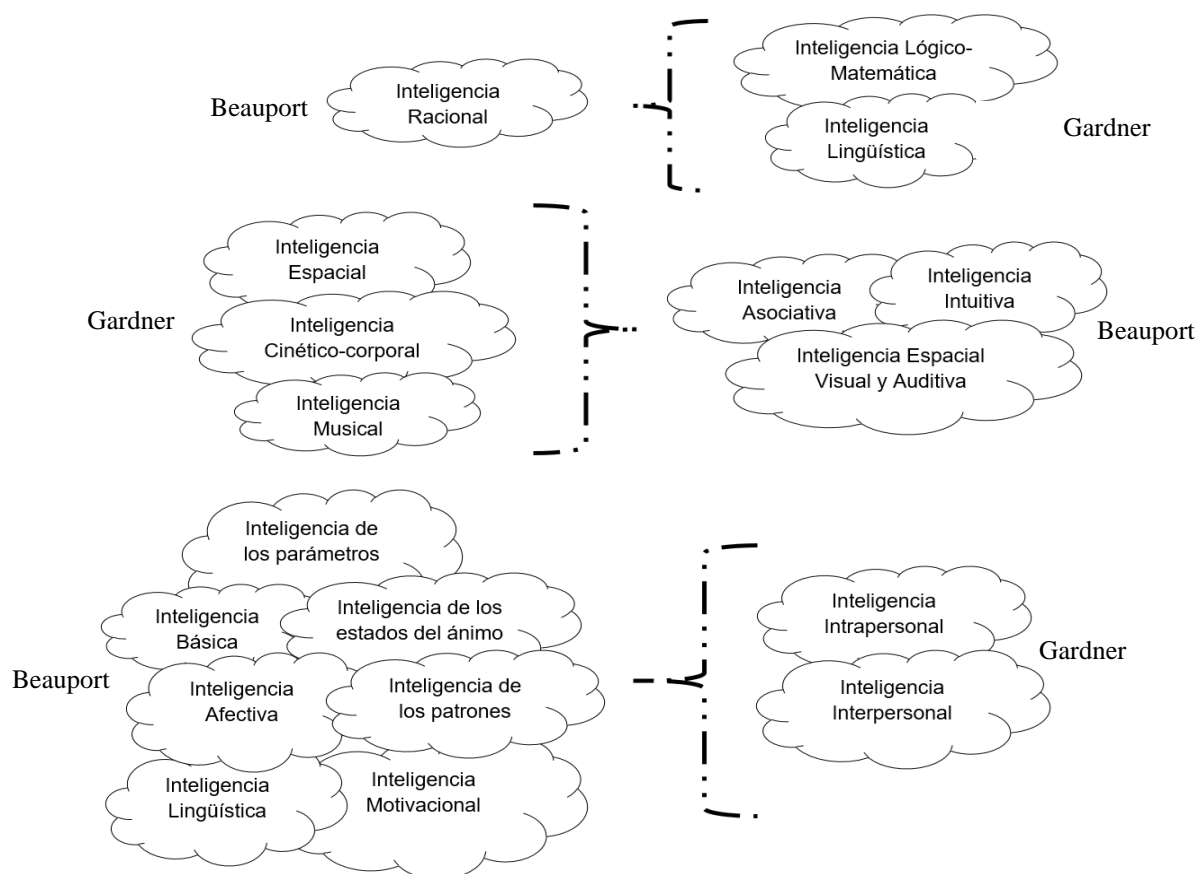 Beauport
Inteligencia
Racional
Inteligencia Lógico-
Matemática
Inteligencia
Lingüística
Gardner
Gardner
Inteligencia
Espacial
Inteligencia
Cinético-corporal
Inteligencia
Musical
Inteligencia
Asociativa
Inteligencia
Intuitiva
Inteligencia Espacial
Visual y Auditiva
Beauport
Beauport
Inteligencia de
los parámetros
Inteligencia
Básica
Inteligencia de los
estados del ánimo
Inteligencia
Afectiva
Inteligencia de
los patrones
Inteligencia
Lingüística
Inteligencia
Motivacional
Inteligencia
Intrapersonal
Inteligencia
Interpersonal
Gardner